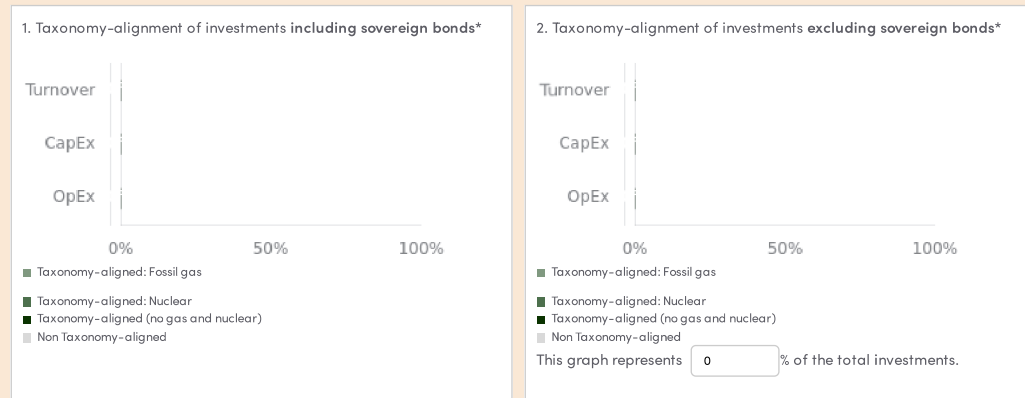 1. Taxonomy-alignment of investments including sovereign bonds*
Turnover
CapEx
OpEx
0% 50% 100%
Taxonomy-aligned: Fossil gas
Taxonomy-aligned: Nuclear
Taxonomy-aligned (no gas and nuclear)
Non Taxonomy-aligned
2. Taxonomy-alignment of investments excluding sovereign bonds*
Turnover
CapEx
OpEx
0% 50% 100%
Taxonomy-aligned: Fossil gas
Taxonomy-aligned: Nuclear
Taxonomy-aligned (no gas and nuclear)
Non Taxonomy-aligned
This graph represents 0 % of the total investments.